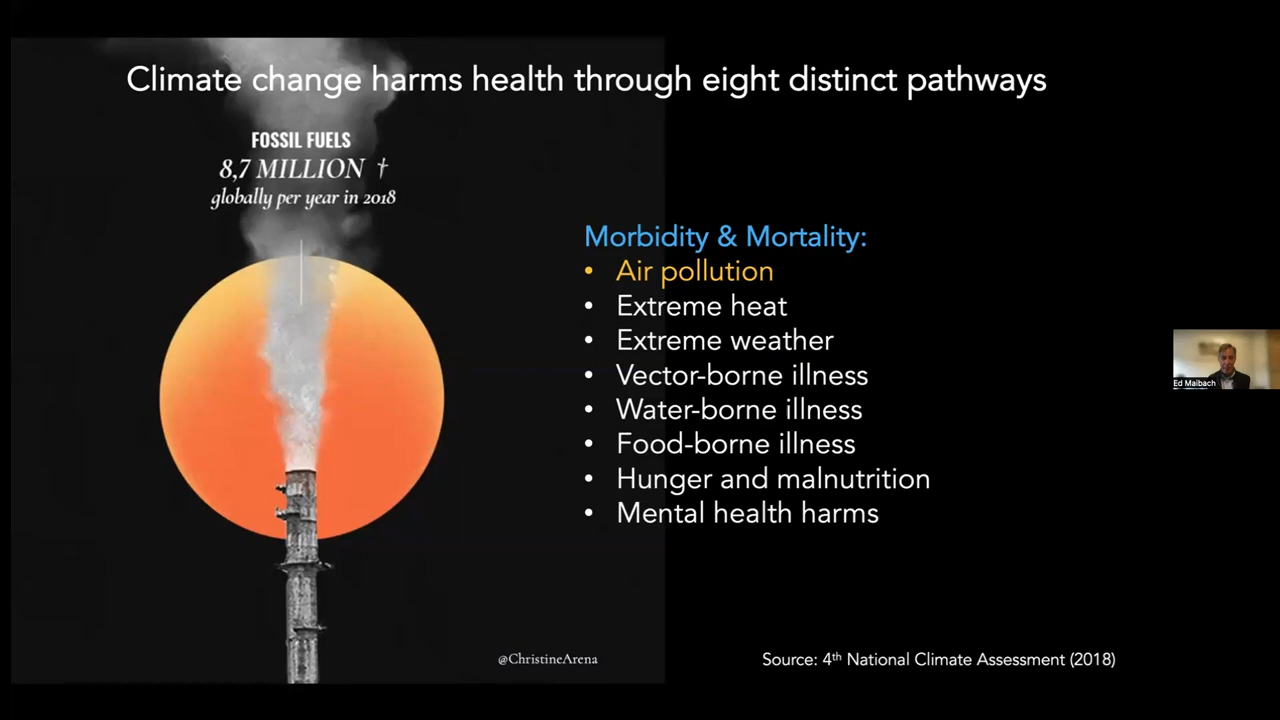 Climate change harms health through eight distinct pathways
FOSSIL FUELS
8,7 MILLION †
globally per year in 2018
Morbidity & Mortality:
• Air pollution
• Extreme heat
• Extreme weather
• Vector-borne illness
• Water-borne illness
• Food-borne illness
• Hunger and malnutrition
• Mental health harms
Ed Maibach
@ChristineArena
Source: 4th National Climate Assessment (2018)